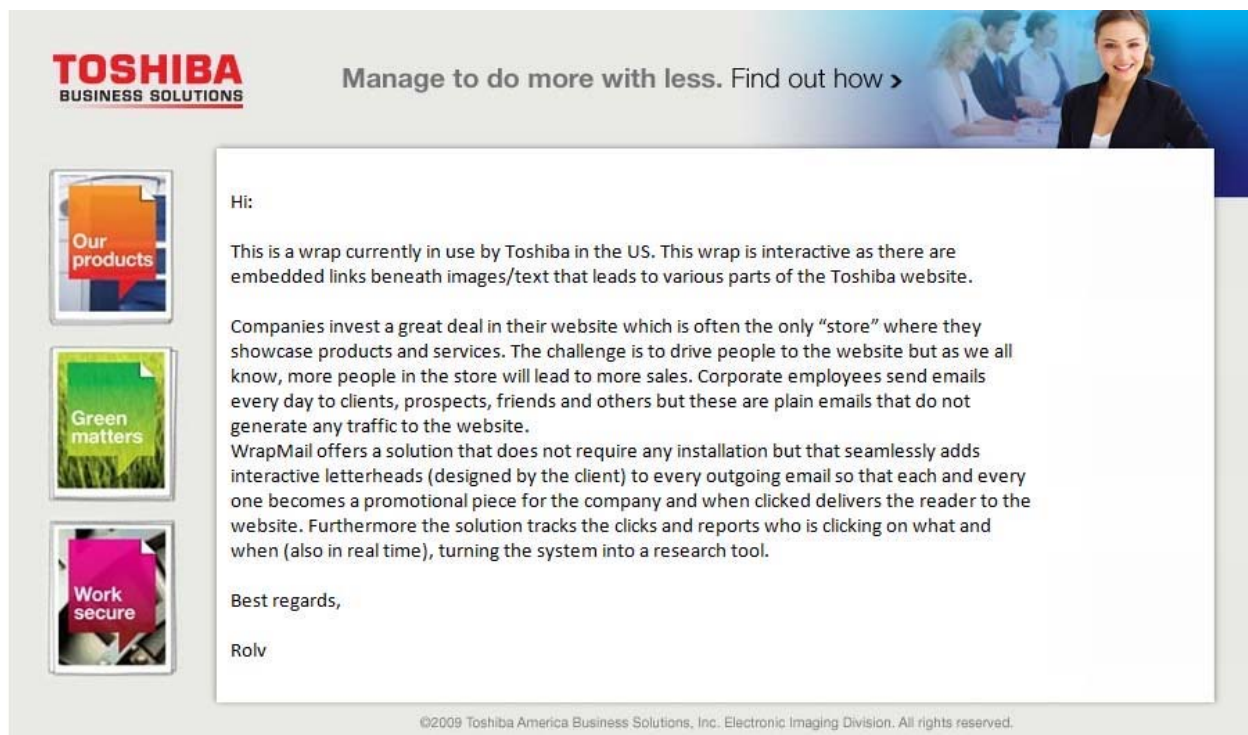 TOSHIBA
BUSINESS SOLUTIONS
Manage to do more with less. Find out how >
Our
products
Green
matters
Work
secure
Hi:
This is a wrap currently in use by Toshiba in the US. This wrap is interactive as there are
embedded links beneath images/text that leads to various parts of the Toshiba website.
Companies invest a great deal in their website which is often the only “store” where they
showcase products and services. The challenge is to drive people to the website but as we all
know, more people in the store will lead to more sales. Corporate employees send emails
every day to clients, prospects, friends and others but these are plain emails that do not
generate any traffic to the website.
WrapMail offers a solution that does not require any installation but that seamlessly adds
interactive letterheads (designed by the client) to every outgoing email so that each and every
one becomes a promotional piece for the company and when clicked delivers the reader to the
website. Furthermore the solution tracks the clicks and reports who is clicking on what and
when (also in real time), turning the system into a research tool.
Best regards,
Rolv
©2009 Toshiba America Business Solutions, Inc. Electronic Imaging Division. All rights reserved.